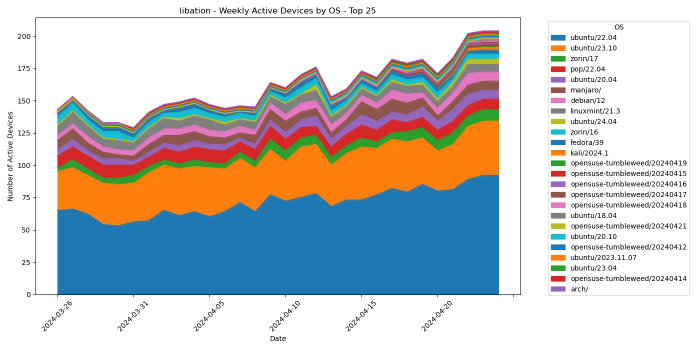 libation - Weekly Active Devices by OS - Top 25
Number of Active Devices
200
175
150
125
100
75
50
25
0
2024-03-26
2024-03-31
2024-04-05
2024-04-10
2024-04-15
2024-04-20
Date
OS
ubuntu/22.04
ubuntu/23.10
zorin/17
pop/22.04
ubuntu/20.04
manjaro/
debian/12
linuxmint/21.3
ubuntu/24.04
zorin/16
fedora/39
kali/2024.1
opensuse-tumbleweed/20240419
opensuse-tumbleweed/20240415
opensuse-tumbleweed/20240416
opensuse-tumbleweed/20240417
opensuse-tumbleweed/20240418
ubuntu/18.04
opensuse-tumbleweed/20240421
ubuntu/20.10
opensuse-tumbleweed/20240412
ubuntu/2023.11.07
ubuntu/23.04
opensuse-tumbleweed/20240414
arch/